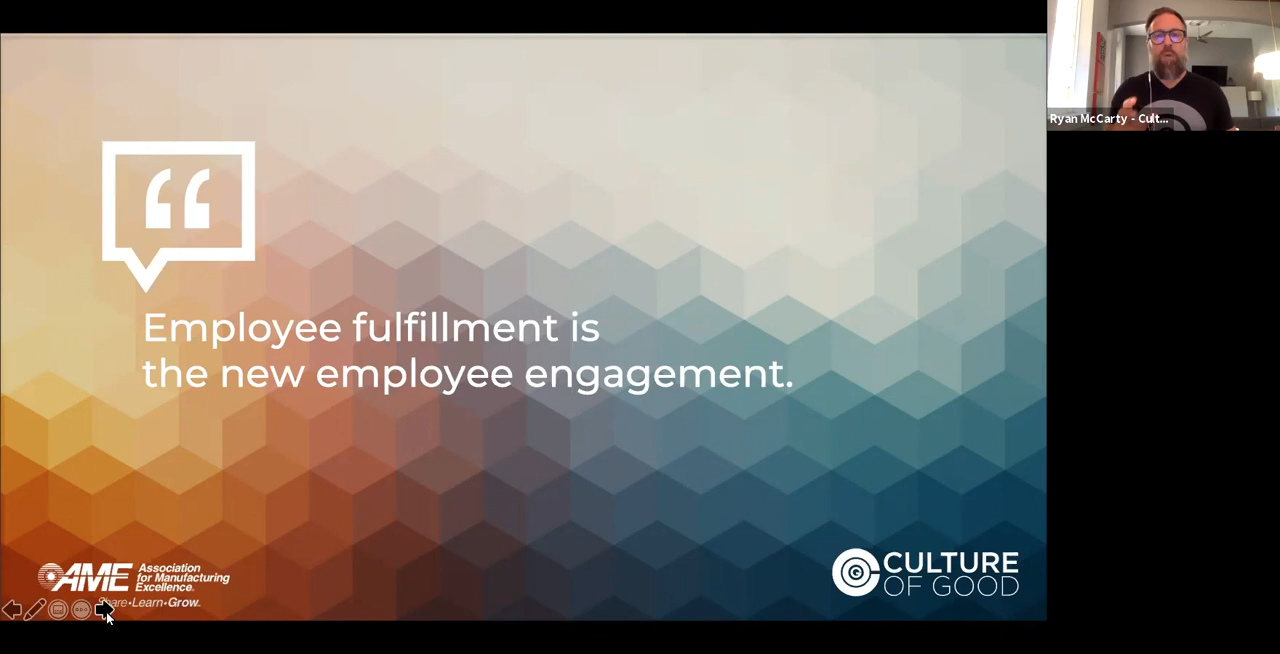 Ryan McCarty - Cult...
“
Employee fulfillment is
the new employee engagement.
AME
Association
for Manufacturing
Excellence.
Share•Learn•Grow.
CULTURE
OF GOOD
G